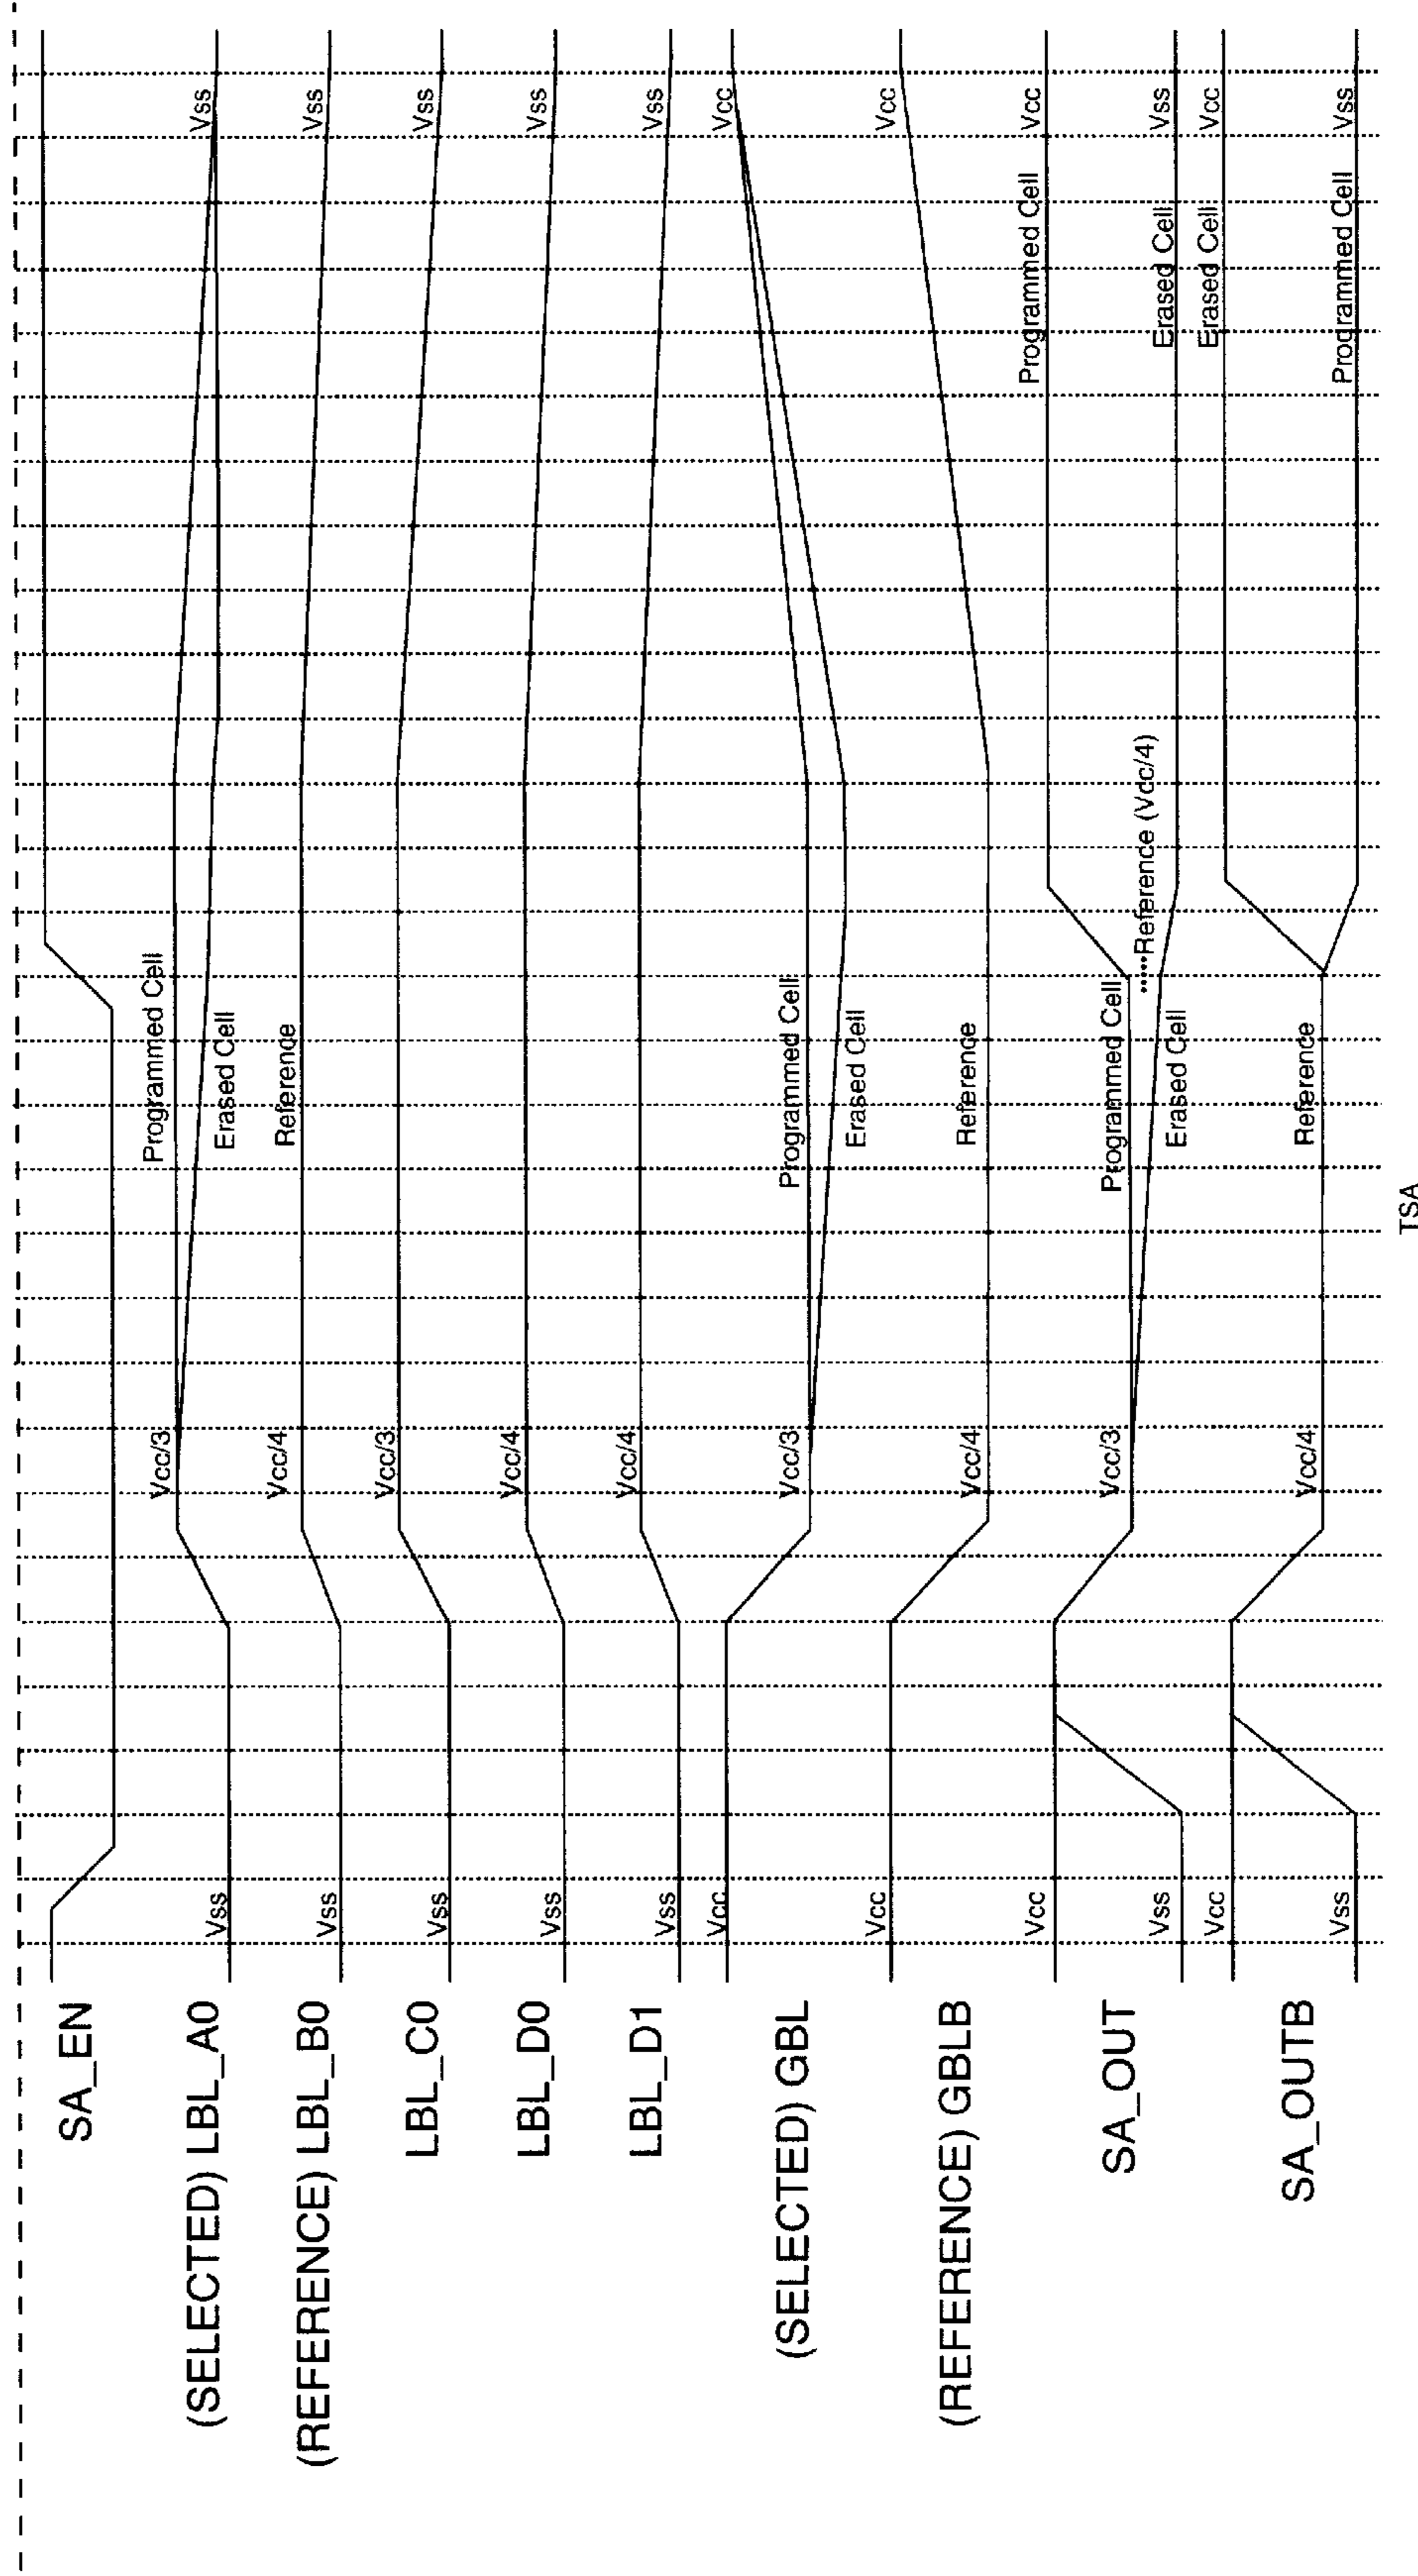 SA_EN
(SELECTED) LBL_A0
Vss
Vcc/3
Programmed Cell
Erased Cell
Vss
(REFERENCE) LBL_B0
Vss
Vcc/4
Reference
Vss
LBL_C0
Vss
Vcc/3
Vss
LBL_D0
Vss
Vcc/4
Vss
LBL_D1
Vss
Vcc/4
Vss
(SELECTED) GBL
Vcc
Vcc/3
Programmed Cell
Erased Cell
Vcc
(REFERENCE) GBLB
Vcc
Vcc/4
Reference
Vcc
SA_OUT
Vcc
Vss
Vcc/3
Programmed Cell
Erased Cell
Reference (Vdc/4)
Programmed Cell
Vcc
Erased Cell
Vss
SA_OUTB
Vcc
Vss
Vcc/4
Reference
Erased Cell
Vcc
Programmed Cell
Vss
TSA